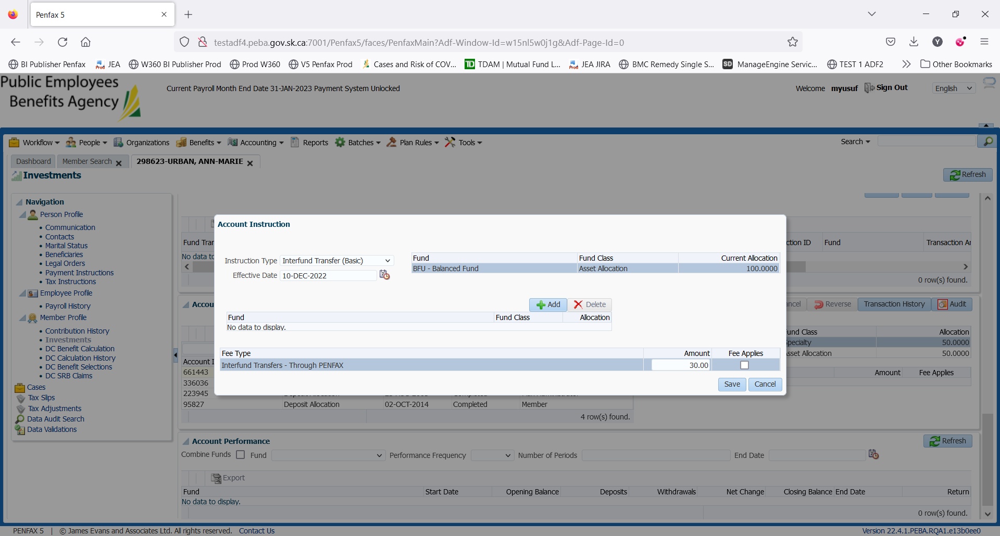 Penfax 5
testadf4.peba.gov.sk.ca:7001/Penfax5/faces/PenfaxMain?Adf-Window-Id=w15nl5w0j1g&Adf-Page-Id=0
BI Publisher Penfax JEA W360 BI Publisher Prod Prod W360 V5 Penfax Prod Cases and Risk of COV... TDAM | Mutual Fund L... JEA JIRA BMC Remedy Single S... ManageEngine Servic... TEST 1 ADF2 Other Bookmarks
Public Employees
Benefits Agency
Current Payroll Month End Date 31-JAN-2023 Payment System Unlocked
Welcome myusuf Sign Out English
Workflow People Organizations Benefits Accounting Reports Batches Plan Rules Tools Search
Dashboard Member Search 298623-URBAN, ANN-MARIE
Investments Refresh
Navigation
Person Profile
Communication
Contacts
Marital Status
Beneficiaries
Legal Orders
Payment Instructions
Tax Instructions
Employee Profile
Payroll History
Member Profile
Contribution History
Investments
DC Benefit Calculation
DC Calculation History
DC Benefit Selections
DC SRB Claims
Cases
Tax Slips
Tax Adjustments
Data Audit Search
Data Validations
Fund Trar ction ID Fund Transaction Ar
No data tc
0 row(s) found.
Accou ncel Reverse Transaction History Audit
Fund Class Allocation
Specialty 50.0000
Asset Allocation 50.0000
Amount Fee Applies
Account I
661443
336036
223945
95827 Deposit Allocation 02-OCT-2014 Completed Member
4 row(s) found.
Account Instruction
Instruction Type Interfund Transfer (Basic)
Effective Date 10-DEC-2022
Fund Fund Class Current Allocation
BFU - Balanced Fund Asset Allocation 100.0000
Add Delete
Fund Fund Class Allocation
No data to display.
Fee Type Amount Fee Applies
Interfund Transfers - Through PENFAX 30.00
Save Cancel
Account Performance Refresh
Combine Funds Fund Performance Frequency Number of Periods End Date
Export
Fund Start Date Opening Balance Deposits Withdrawals Net Change Closing Balance End Date Return
No data to display.
0 row(s) found.
PENFAX 5 | © James Evans and Associates Ltd. All rights reserved. Contact Us Version 22.4.1.PEBA.RQA1.e13b0ee0